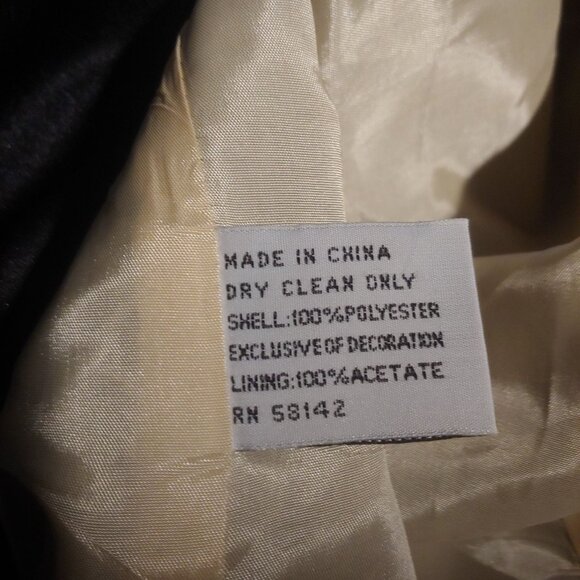 MADE IN CHINA
DRY CLEAN ONLY
SHELL:100%POLYESTER
EXCLUSIVE OF DECORATION
LINING:100%ACETATE
RN 58142